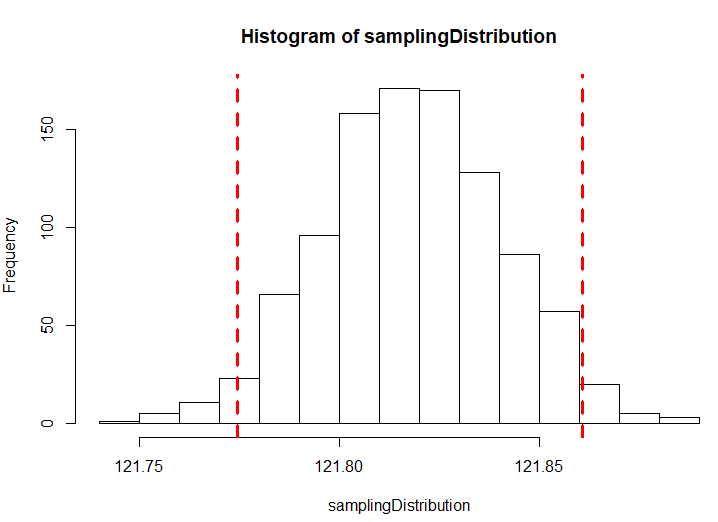 Histogram of samplingDistribution
Frequency
150
100
50
0
121.75 121.80 121.85
samplingDistribution